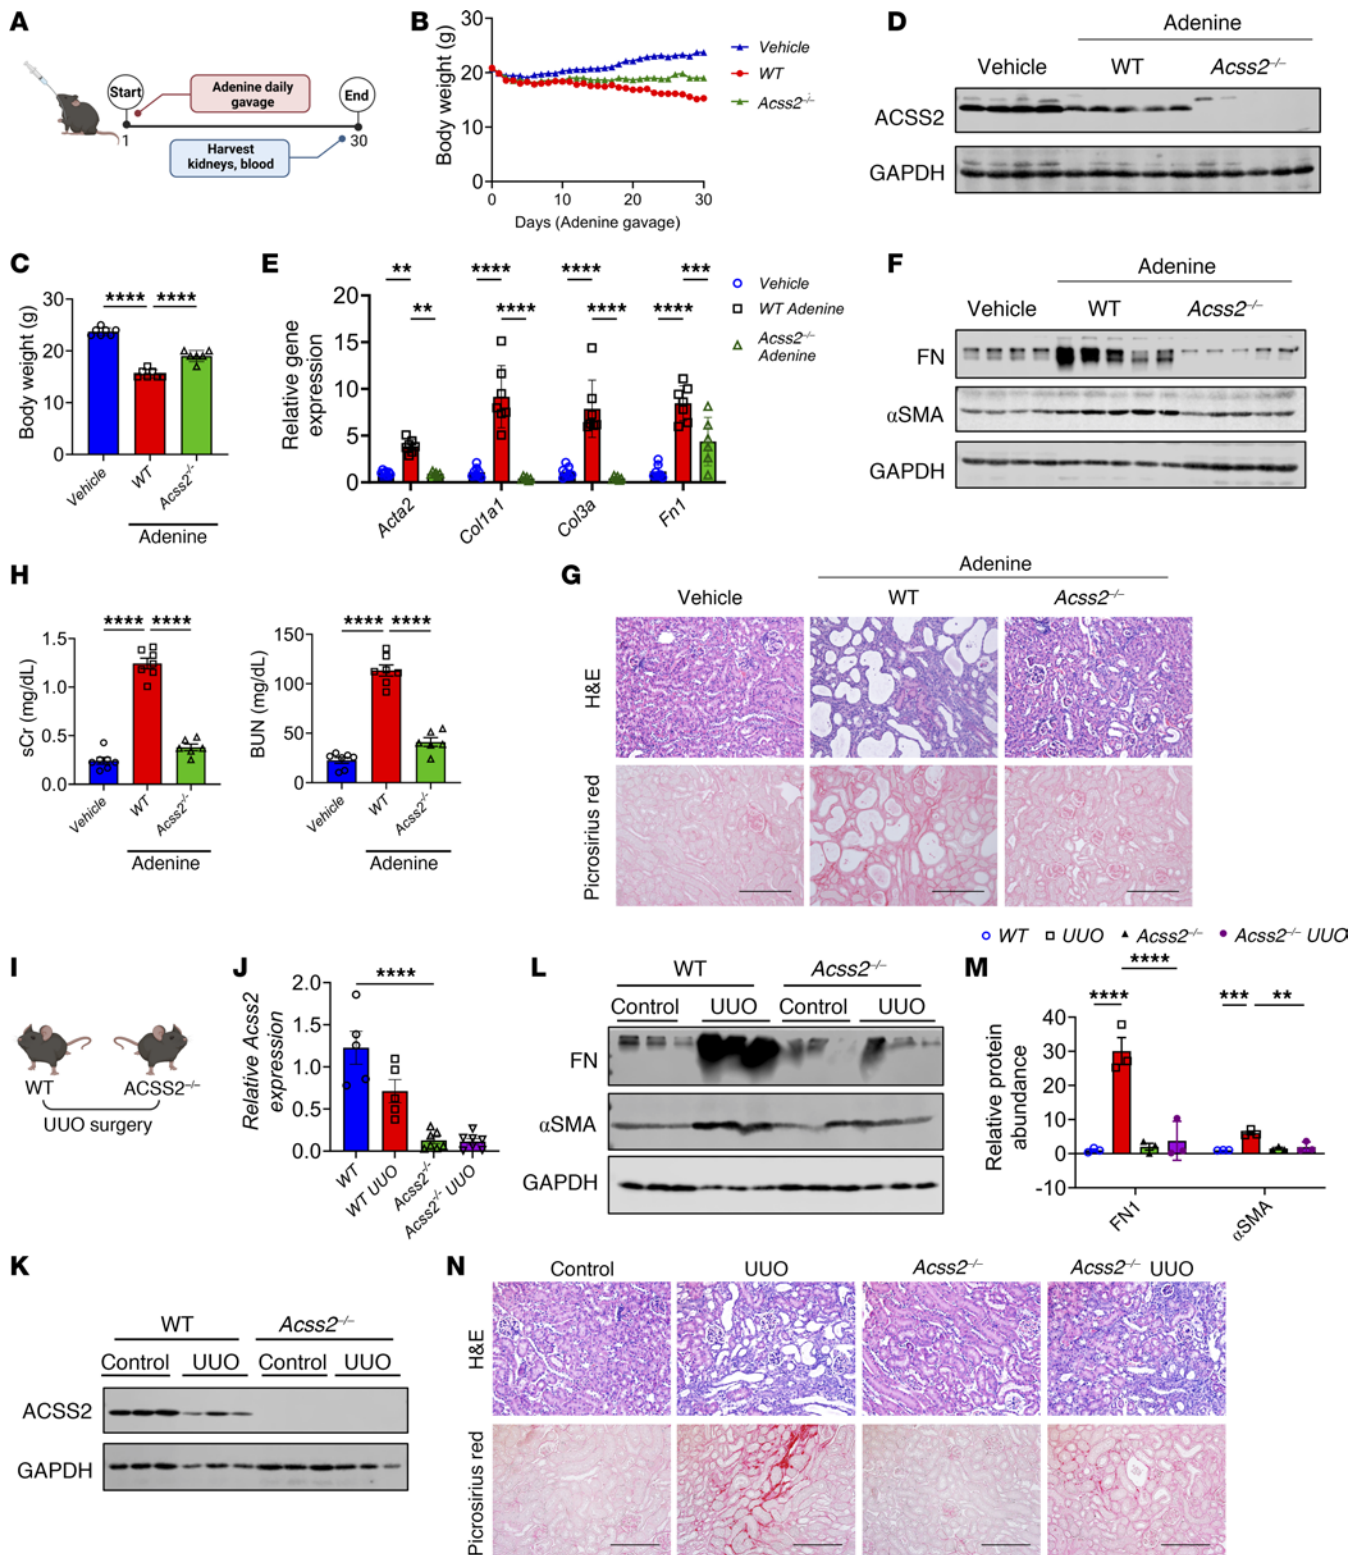 A
Start
Adenine daily
gavage
End
1
30
Harvest
kidneys, blood
B
Body weight (g)
30
20
10
0
0
10
20
30
Days (Adenine gavage)
Vehicle
WT
Acss2⁻/⁻
D
Adenine
Vehicle
WT
Acss2⁻/⁻
ACSS2
GAPDH
C
Body weight (g)
30
20
10
0
**** ****
Vehicle
WT
Acss2⁻/⁻
Adenine
E
Relative gene
expression
20
15
10
5
0
** **** **** ***
** **** **** ****
Acta2
Col1a1
Col3a
Fn1
Vehicle
WT Adenine
Acss2⁻/⁻
Adenine
F
Adenine
Vehicle
WT
Acss2⁻/⁻
FN
αSMA
GAPDH
H
sCr (mg/dL)
1.5
1.0
0.5
0.0
**** ****
Vehicle
WT
Acss2⁻/⁻
Adenine
BUN (mg/dL)
150
100
50
0
**** ****
Vehicle
WT
Acss2⁻/⁻
Adenine
G
Adenine
Vehicle
WT
Acss2⁻/⁻
H&E
Picrosirius red
I
WT
ACSS2⁻/⁻
UUO surgery
J
Relative Acss2
expression
2.0
1.5
1.0
0.5
0.0
****
WT
WT UUO
Acss2⁻/⁻
Acss2⁻/⁻ UUO
L
WT
Acss2⁻/⁻
Control
UUO
Control
UUO
FN
αSMA
GAPDH
WT
UUO
Acss2⁻/⁻
Acss2⁻/⁻ UUO
M
Relative protein
abundance
40
30
20
10
0
-10
****
**** *** **
FN1
αSMA
K
WT
Acss2⁻/⁻
Control
UUO
Control
UUO
ACSS2
GAPDH
N
Control
UUO
Acss2⁻/⁻
Acss2⁻/⁻ UUO
H&E
Picrosirius red